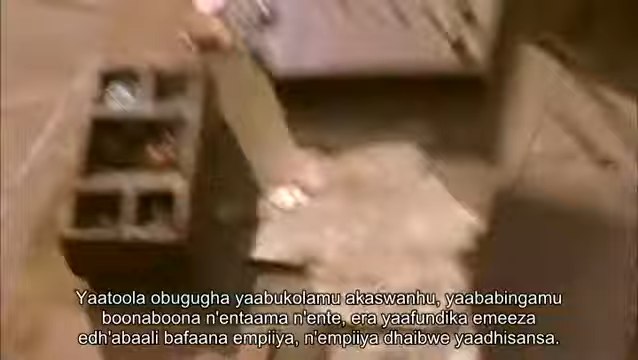 Yaatoola obugugha yaabukolamu akaswanhu, yaababingamu
boonaboona n'entaama n'ente, era yaafundika emeeza
edh'abaali bafaana empiiya, n'empiiya dhaibwe yaadhisansa.